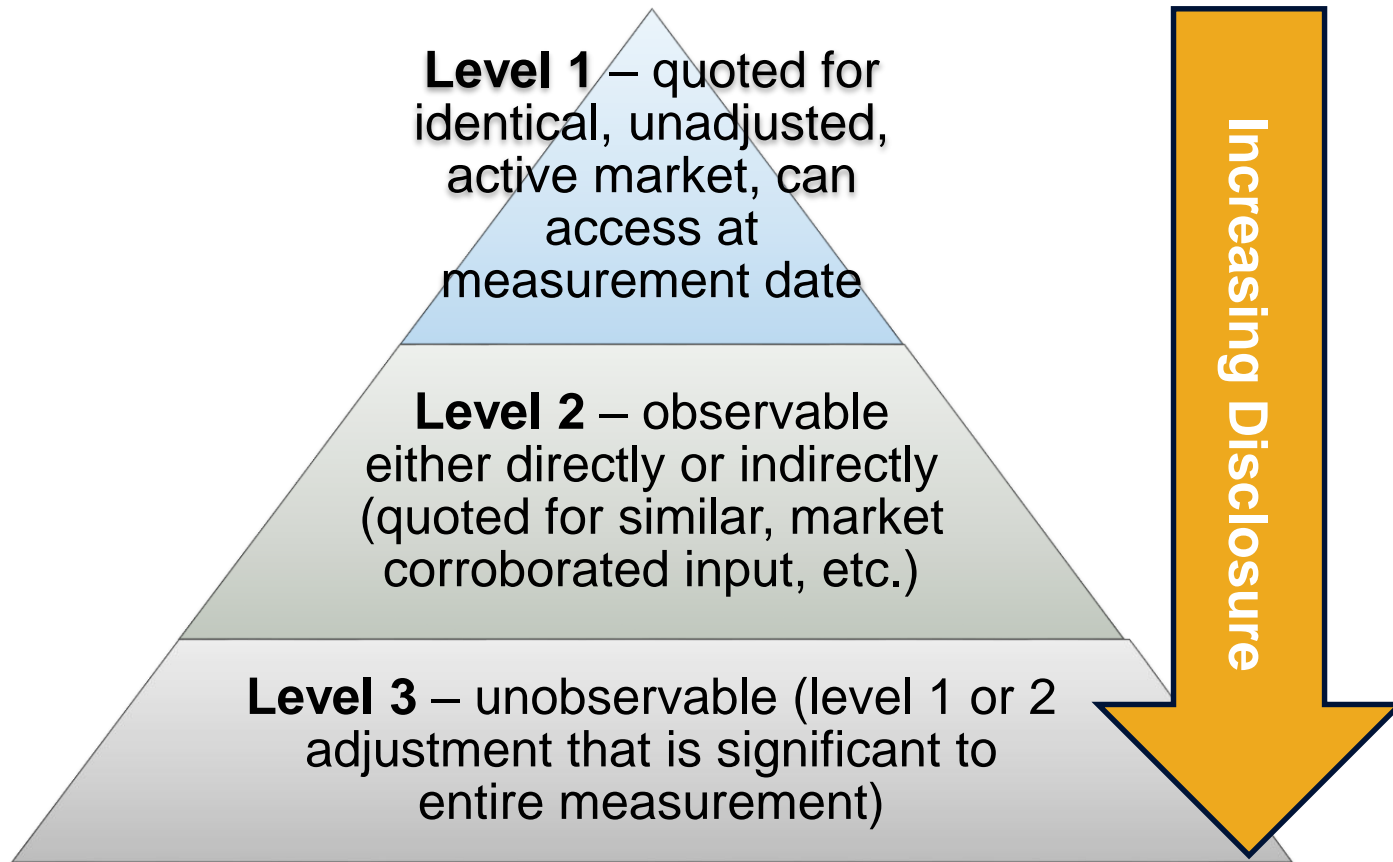 Level 1 – quoted for
identical, unadjusted,
active market, can
access at
measurement date
Level 2 – observable
either directly or indirectly
(quoted for similar, market
corroborated input, etc.)
Level 3 – unobservable (level 1 or 2
adjustment that is significant to
entire measurement)
Increasing Disclosure